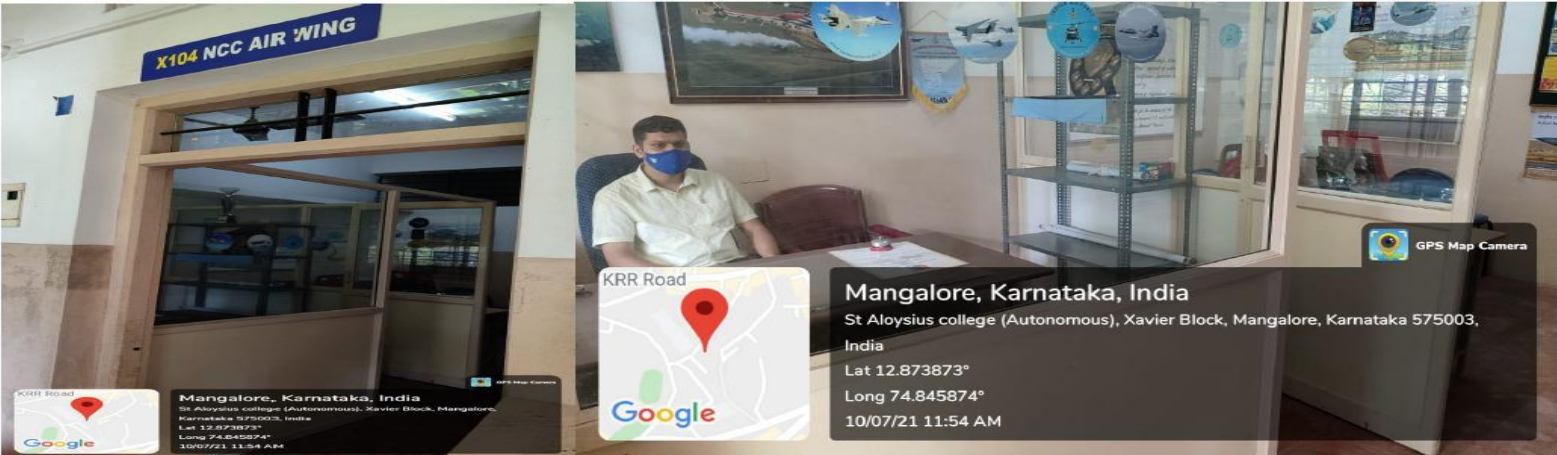 X104 NCC AIR WING
KRR Road
Google
GPS Map Camera
Mangalore, Karnataka, India
St Aloysius college (Autonomous), Xavier Block, Mangalore,
Karnataka 575003, India
Lat 12.873873°
Long 74.845874°
10/07/21 11:54 AM
KRR Road
Google
GPS Map Camera
Mangalore, Karnataka, India
St Aloysius college (Autonomous), Xavier Block, Mangalore, Karnataka 575003,
India
Lat 12.873873°
Long 74.845874°
10/07/21 11:54 AM